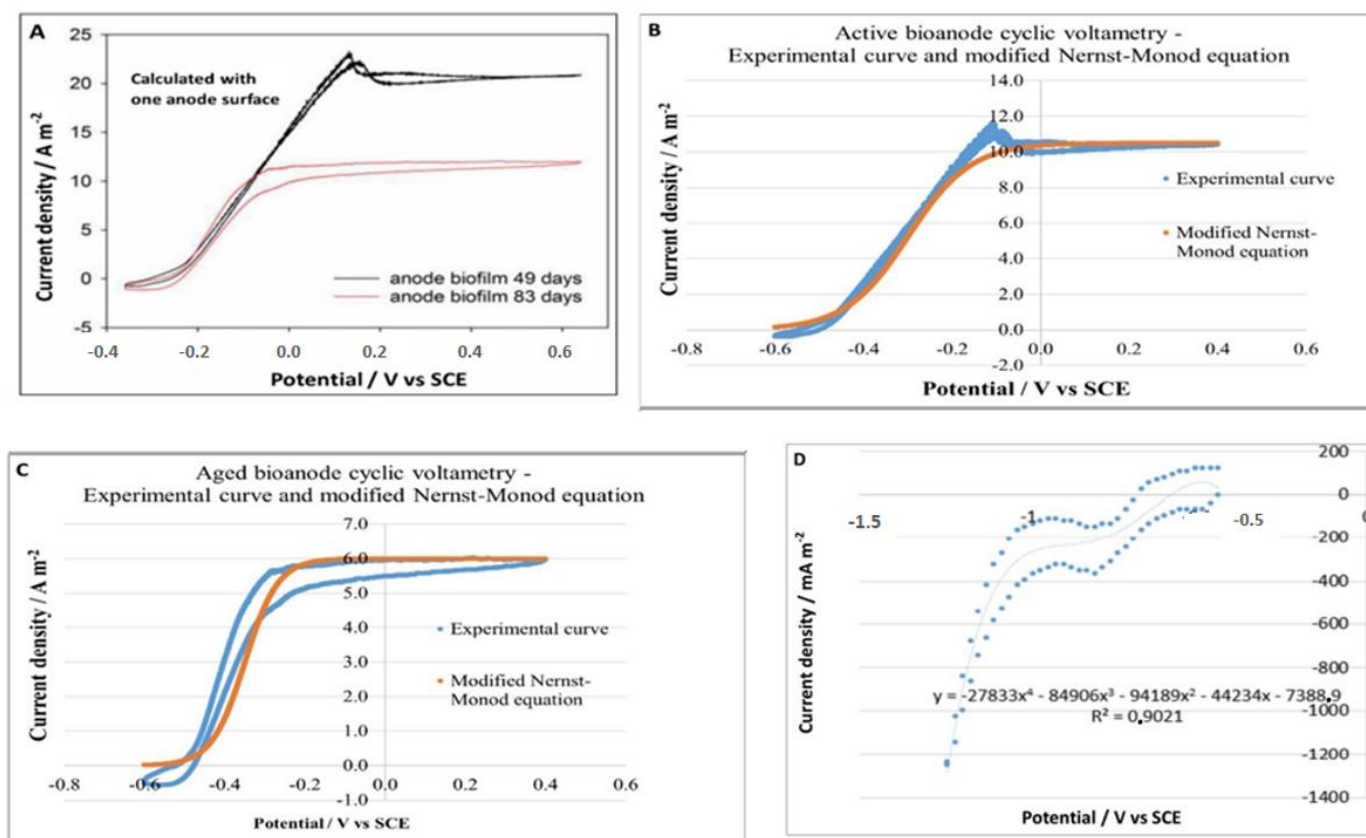 A
25
20
15
10
5
0
-5
Calculated with
one anode surface
anode biofilm 49 days
anode biofilm 83 days
-0.4 -0.2 0.0 0.2 0.4 0.6
Current density / A m⁻²
Potential / V vs SCE
B
Active bioanode cyclic voltametry -
Experimental curve and modified Nernst-Monod equation
14.0
12.0
10.0
8.0
6.0
4.0
2.0
0.0
-2.0
Experimental curve
Modified Nernst-
Monod equation
-0.8 -0.6 -0.4 -0.2 0.0 0.2 0.4 0.6
Current density / A m⁻²
Potential / V vs SCE
C
Aged bioanode cyclic voltametry -
Experimental curve and modified Nernst-Monod equation
7.0
6.0
5.0
4.0
3.0
2.0
1.0
0.0
-1.0
Experimental curve
Modified Nernst-
Monod equation
-0.8 -0.6 -0.4 -0.2 0.0 0.2 0.4 0.6
Current density / A m⁻²
Potential / V vs SCE
D
200
0
-200
-400
-600
-800
-1000
-1200
-1400
-1.5 -1 -0.5
y = -27833x⁴ - 84906x³ - 94189x² - 44234x - 7388.9
R² = 0.9021
Current density / mA m⁻²
Potential / V vs SCE